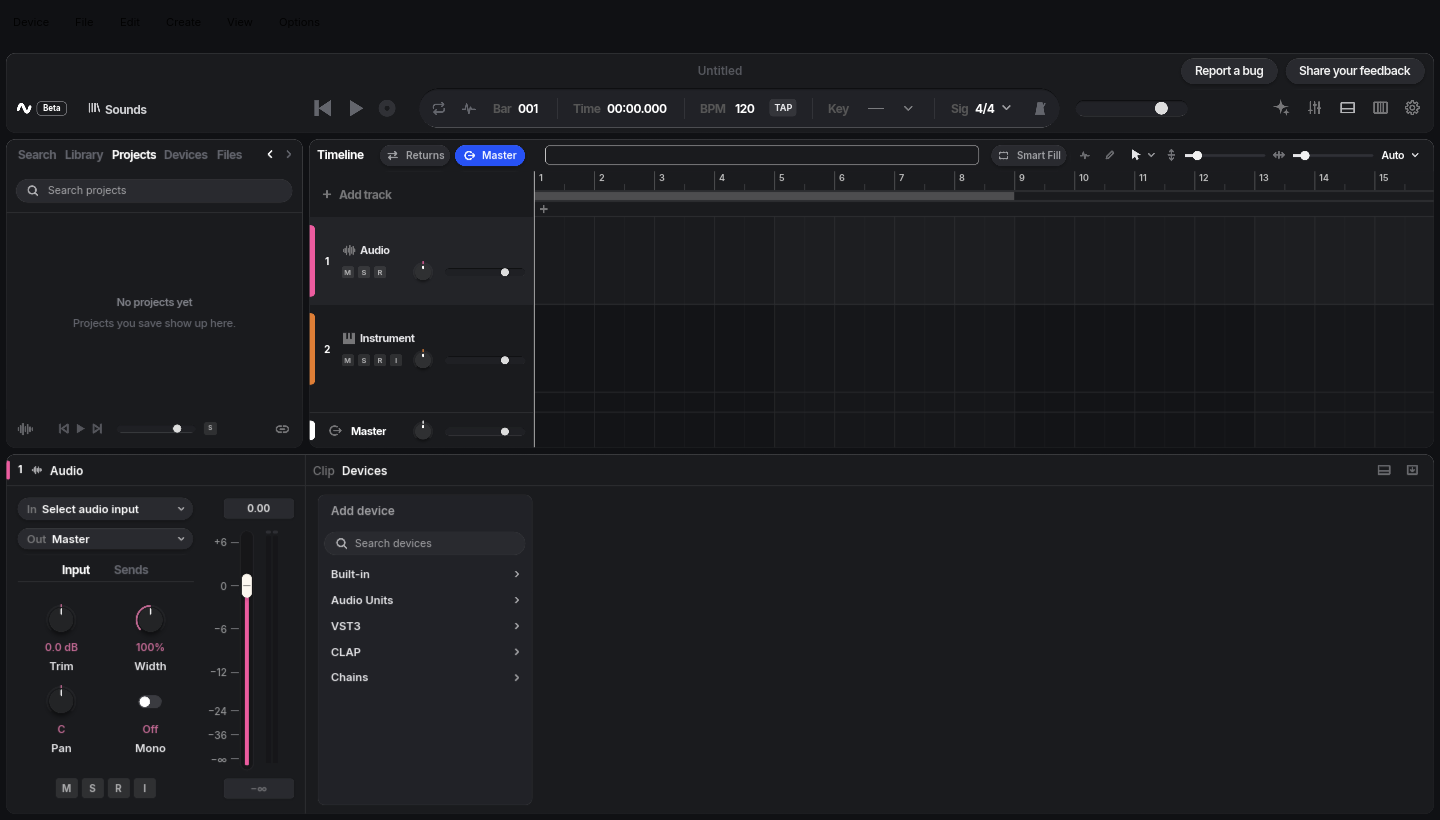 Device File Edit Create View Options
Untitled
Report a bug Share your feedback
Beta Sounds
Bar 001 Time 00:00.000 BPM 120 TAP Key — Sig 4/4
Search Library Projects Devices Files
Timeline Returns Master Smart Fill Auto
Search projects
1 2 3 4 5 6 7 8 9 10 11 12 13 14 15
+ Add track
+
1 Audio
M S R
No projects yet
Projects you save show up here.
2 Instrument
M S R I
S
Master
1 Audio
Clip Devices
In Select audio input 0.00
Out Master
Add device
Search devices
Input Sends
+6
0
−6
−12
−24
−36
−∞
Built-in
Audio Units
VST3
CLAP
Chains
0.0 dB 100%
Trim Width
C Off
Pan Mono
M S R I −∞